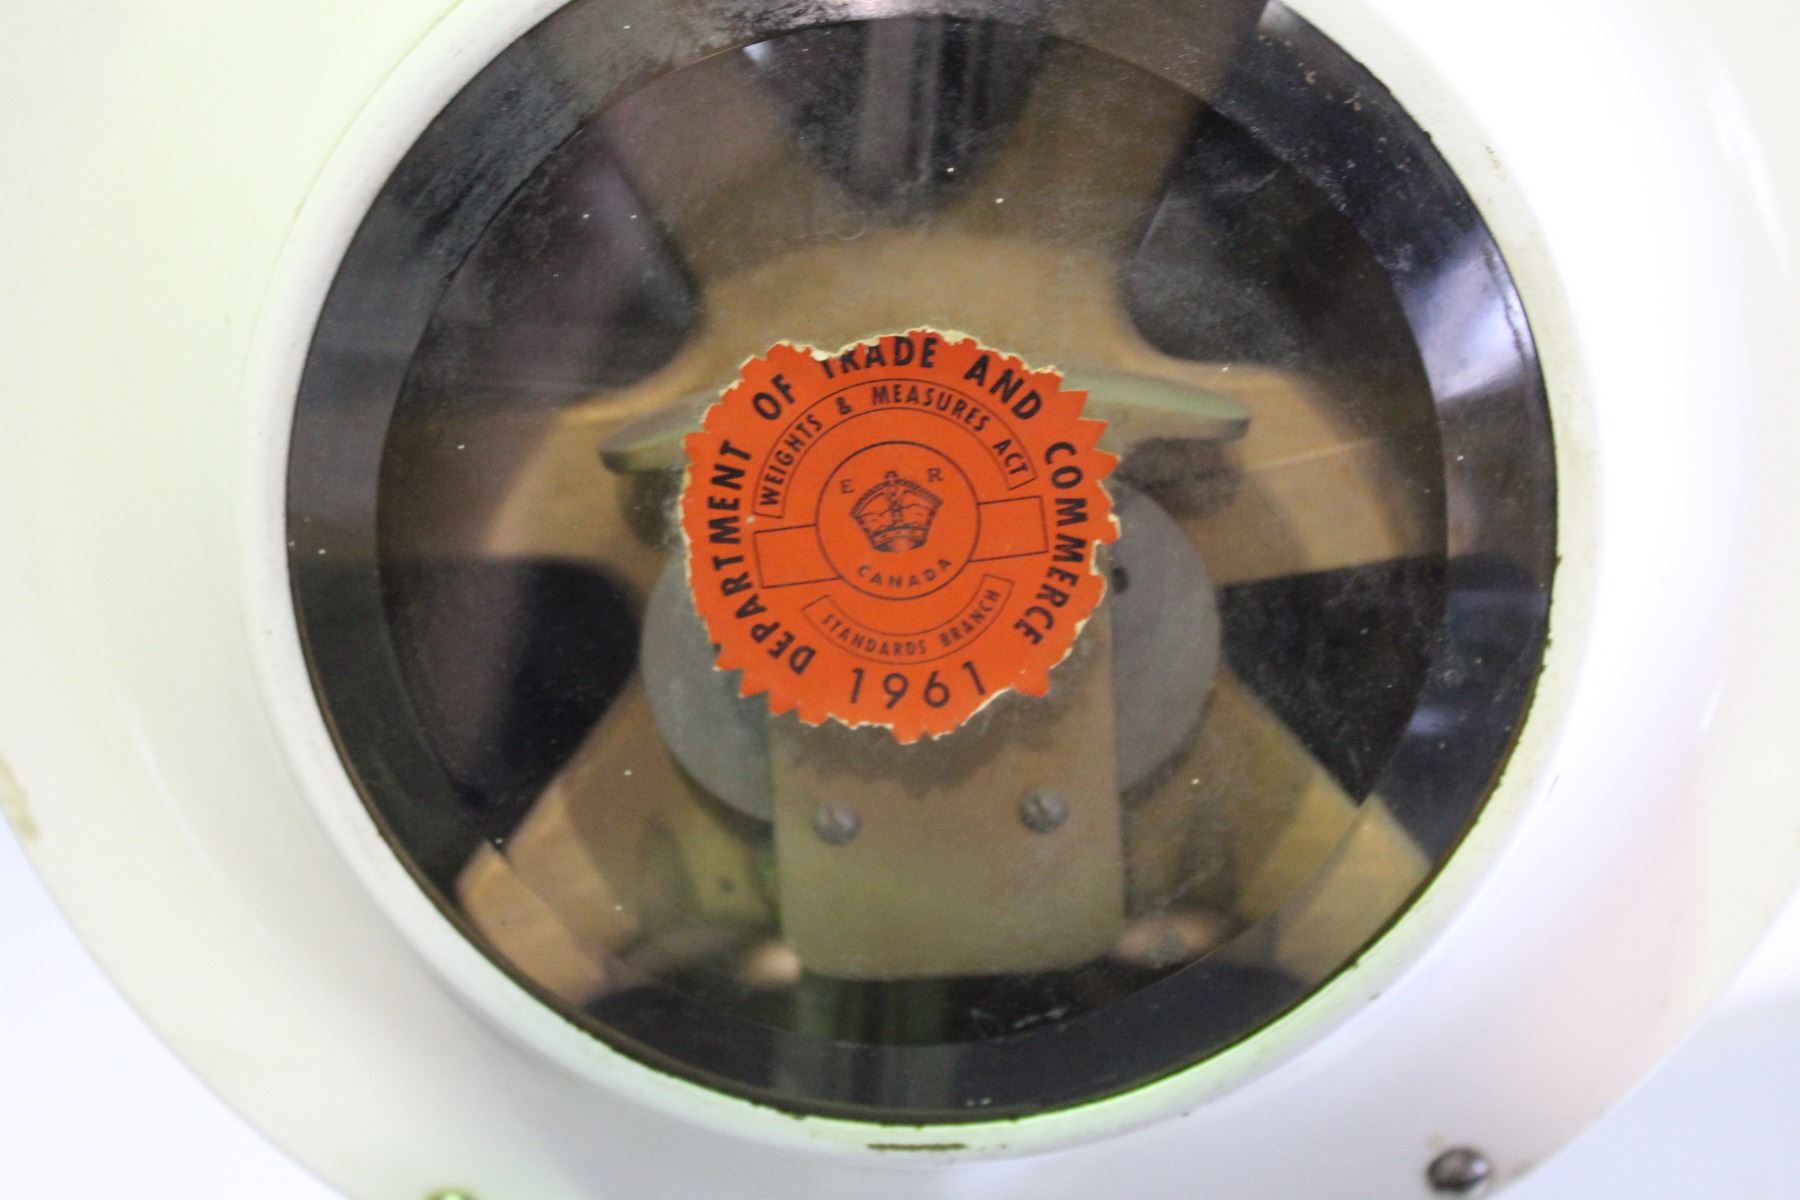 DEPARTMENT OF TRADE AND COMMERCE
WEIGHTS & MEASURES ACT
E R
CANADA
STANDARDS BRANCH
1961